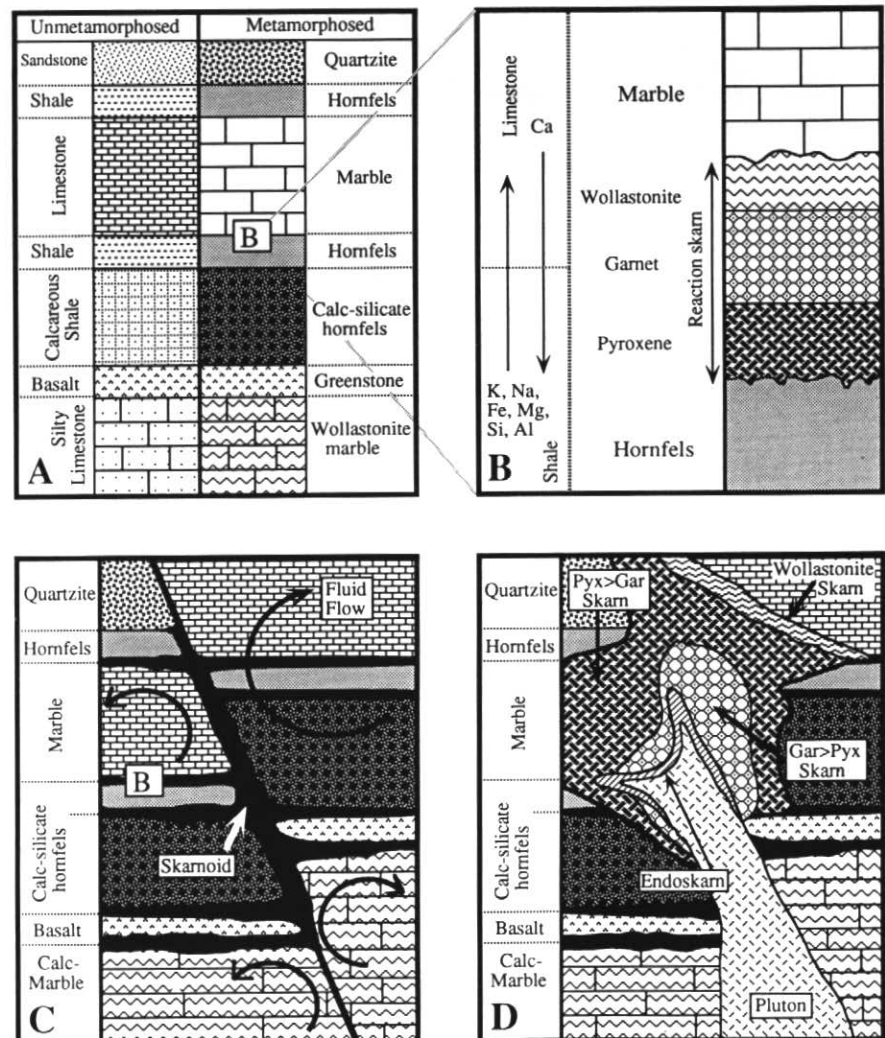 Unmetamorphosed Metamorphosed
Sandstone Quartzite
Shale Hornfels
Limestone Marble
B
Shale Hornfels
Calcareous
Shale
Calc-silicate
hornfels
Basalt Greenstone
Silty
Limestone
Wollastonite
marble
A
Limestone
Ca
Marble
Wollastonite
Garnet
Reaction skarn
Pyroxene
K, Na,
Fe, Mg,
Si, Al
Shale
Hornfels
B
Quartzite
Hornfels
Marble
Calc-silicate
hornfels
Basalt
Calc-
Marble
Fluid
Flow
B
Skarnoid
C
Quartzite
Hornfels
Marble
Calc-silicate
hornfels
Basalt
Calc-
Marble
Pyx>Gar
Skarn
Wollastonite
Skarn
Gar>Pyx
Skarn
Endoskarn
Pluton
D